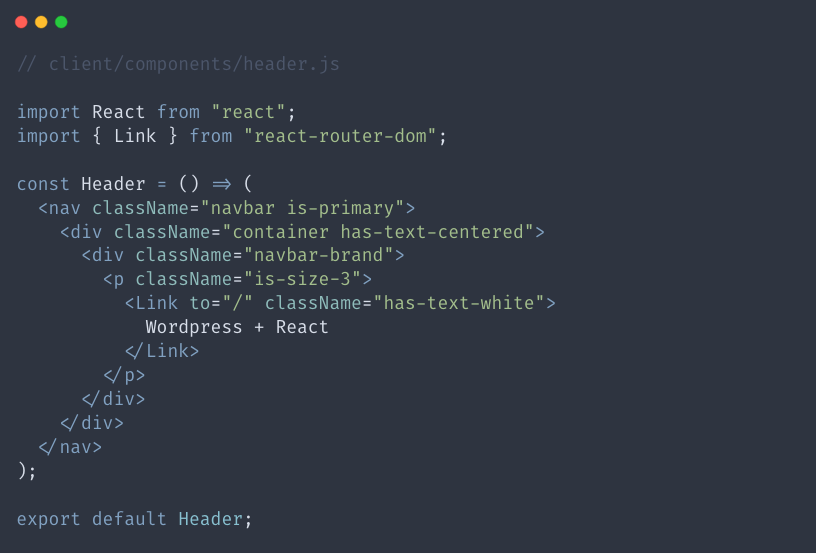 // client/components/header.js

import React from "react";
import { Link } from "react-router-dom";

const Header = () => (
  <nav className="navbar is-primary">
    <div className="container has-text-centered">
      <div className="navbar-brand">
        <p className="is-size-3">
          <Link to="/" className="has-text-white">
            Wordpress + React
          </Link>
        </p>
      </div>
    </div>
  </nav>
);

export default Header;